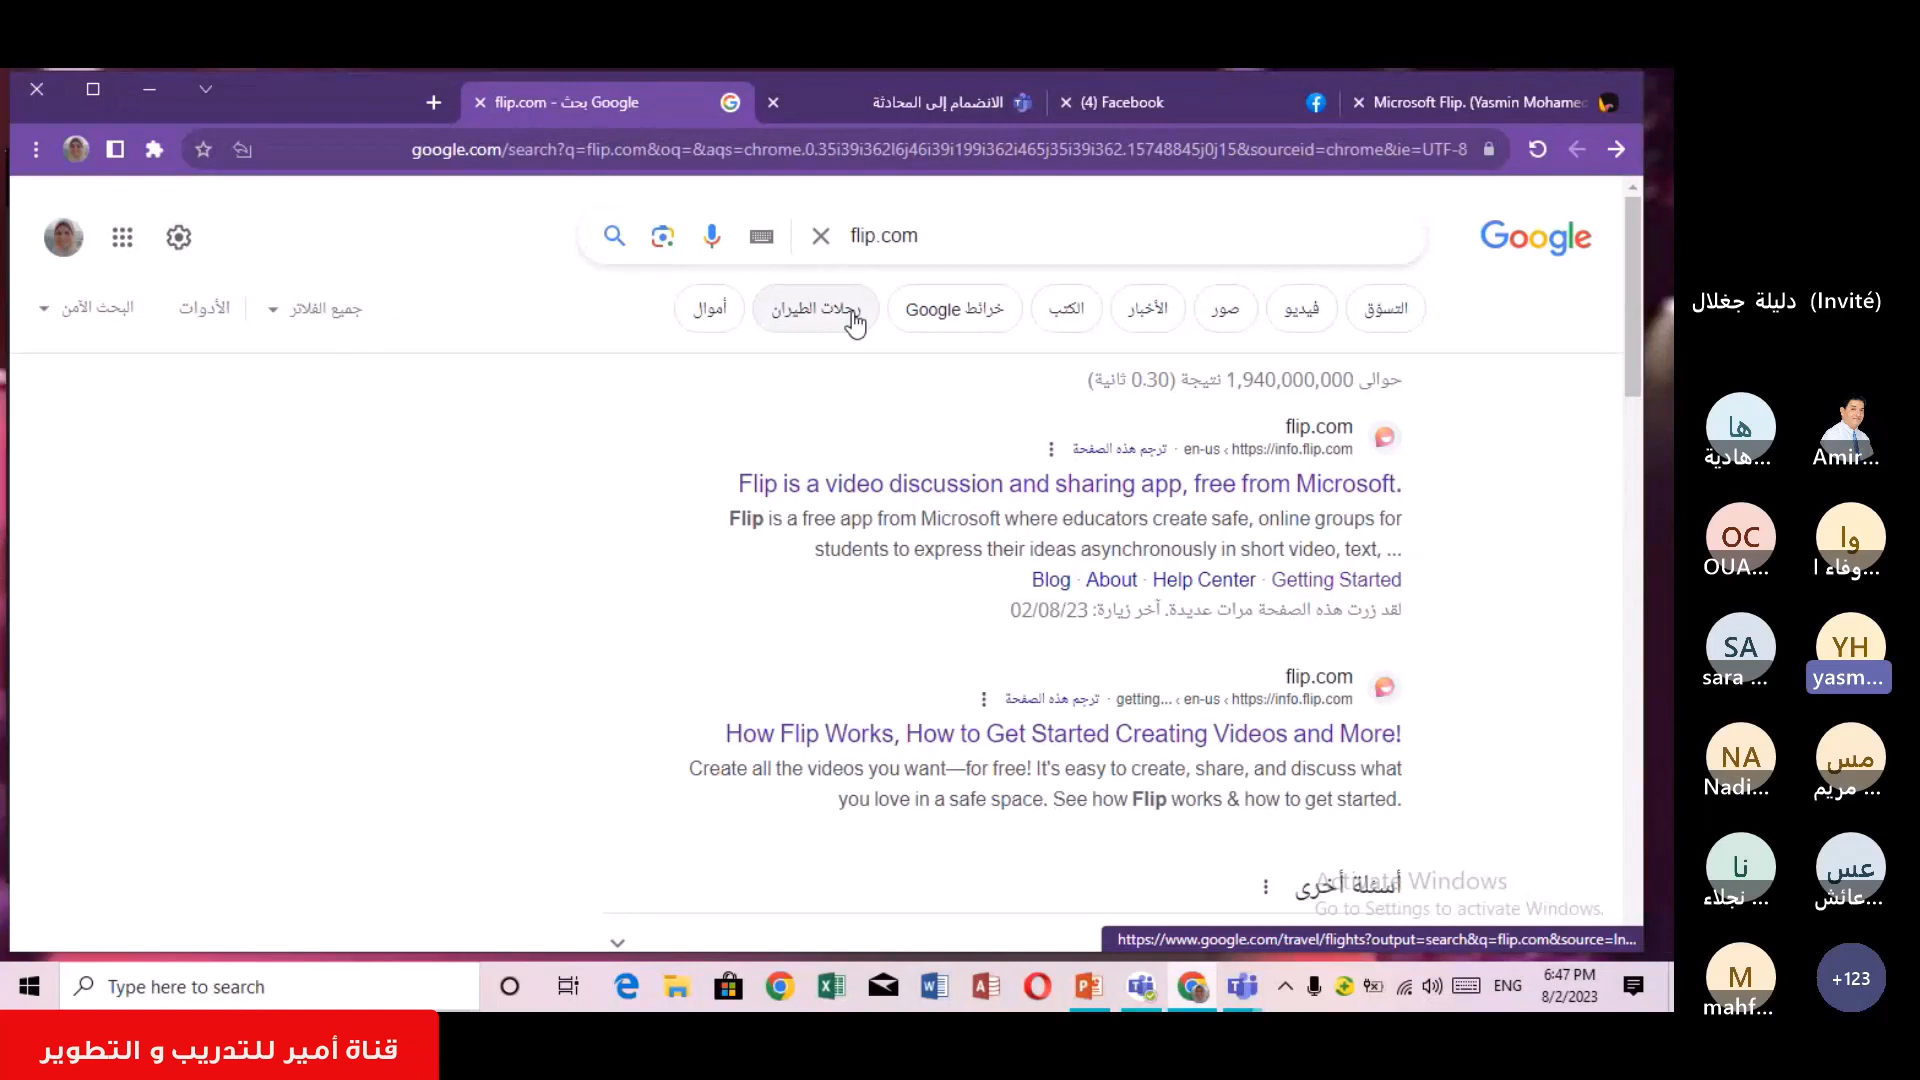 flip.com - بحث Google
الانضمام إلى المحادثة
(4) Facebook
Microsoft Flip. (Yasmin Mohamed
google.com/search?q=flip.com&oq=&aqs=chrome.0.35i39i362l6j46i39i199i362i465j35i39i362.15748845j0j15&sourceid=chrome&ie=UTF-8
flip.com
Google
التسوّق
فيديو
صور
الأخبار
الكتب
خرائط Google
رحلات الطيران
أموال
جميع الفلاتر
الأدوات
البحث الآمن
حوالى 1,940,000,000 نتيجة (0.30 ثانية)
flip.com
https://info.flip.com › en-us · ترجم هذه الصفحة
Flip is a video discussion and sharing app, free from Microsoft.
Flip is a free app from Microsoft where educators create safe, online groups for
students to express their ideas asynchronously in short video, text, ...
Blog · About · Help Center · Getting Started
لقد زرت هذه الصفحة مرات عديدة. آخر زيارة: 02/08/23
flip.com
https://info.flip.com › en-us › getting... · ترجم هذه الصفحة
How Flip Works, How to Get Started Creating Videos and More!
Create all the videos you want—for free! It's easy to create, share, and discuss what
you love in a safe space. See how Flip works & how to get started.
أسئلة أخرى
Activate Windows
Go to Settings to activate Windows.
https://www.google.com/travel/flights?output=search&q=flip.com&source=ln...
Type here to search
ENG
6:47 PM
8/2/2023
دليلة جغلال (Invité)
ها
هادية...
Amir...
OC
OUA...
وا
وفاء ا...
SA
sara ...
YH
yasm...
NA
Nadi...
مس
مريم ...
نا
نجلاء ...
عس
عائش...
M
mahf...
+123
قناة أمير للتدريب و التطوير